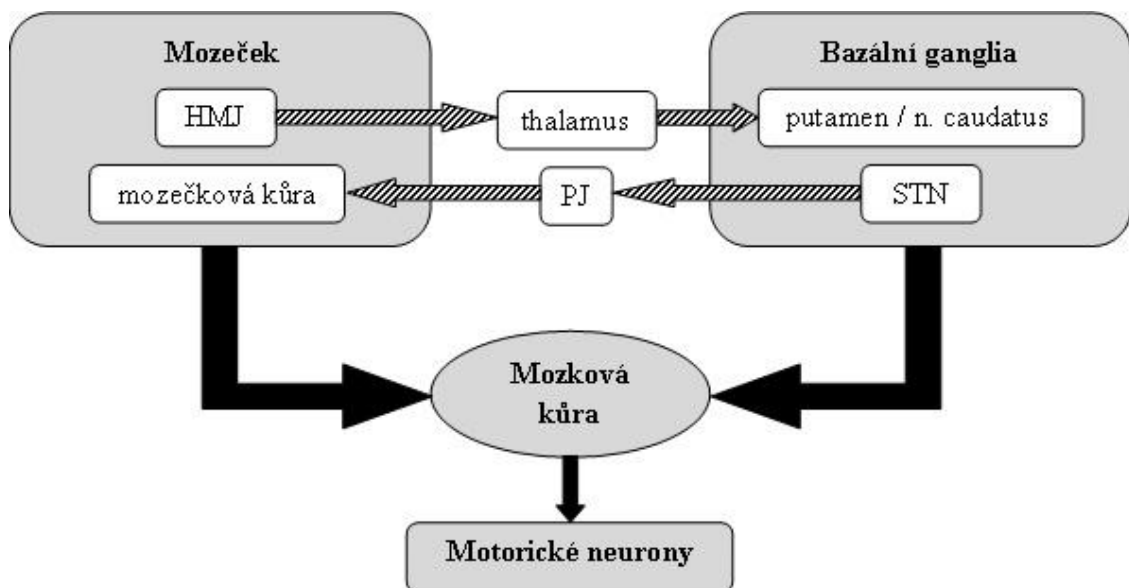 Mozeček
Bazální ganglia
HMJ
thalamus
putamen / n. caudatus
mozečková kůra
PJ
STN
Mozková
kůra
Motorické neurony